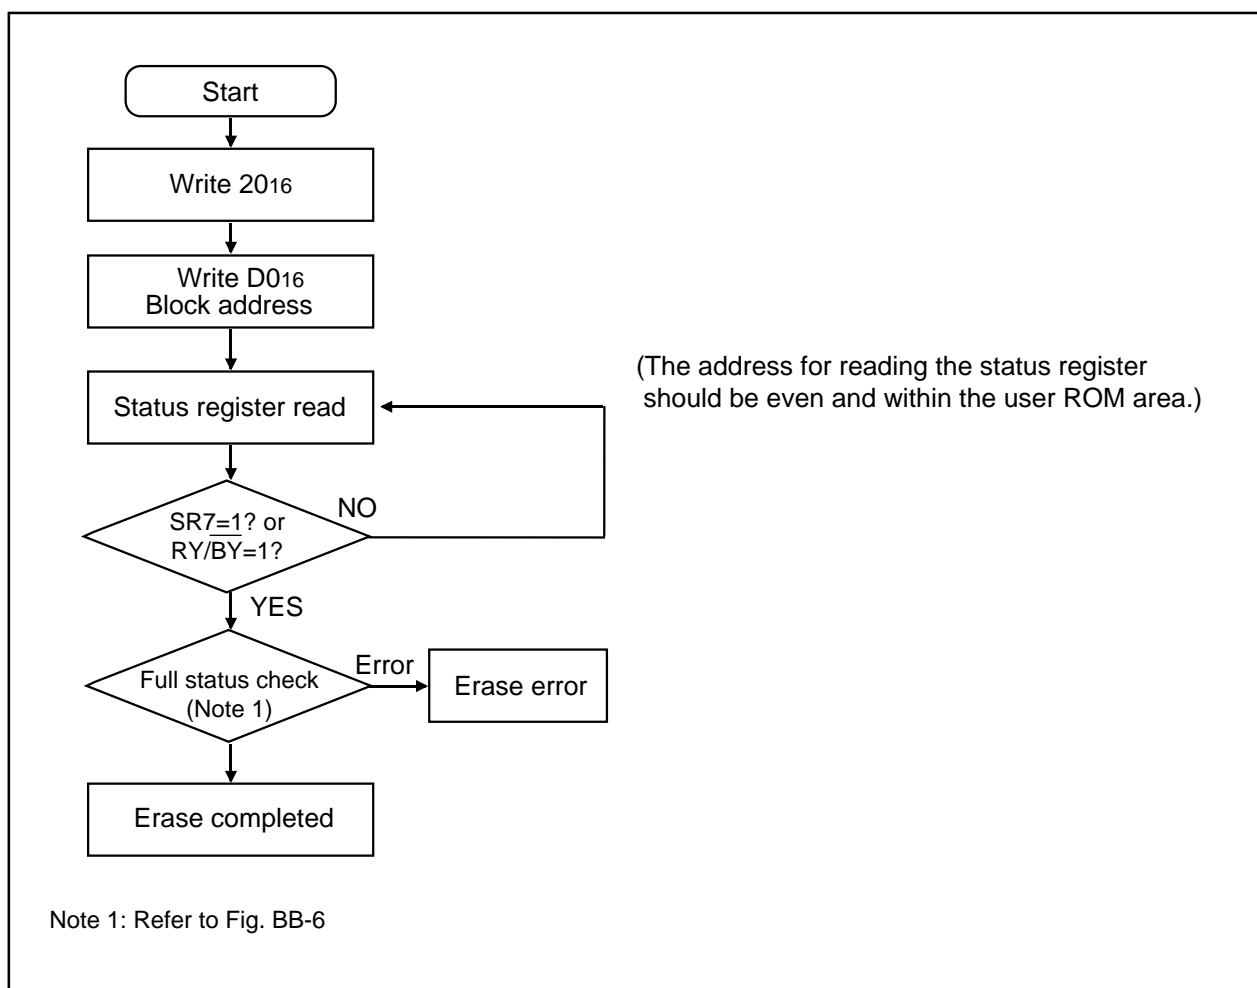 Start
Write 2016
Write D016
Block address
(The address for reading the status register
should be even and within the user ROM area.)
Status register read
NO
SR7=1? or
RY/B̅Y̅=1?
YES
Error
Full status check
(Note 1)
Erase error
Erase completed
Note 1: Refer to Fig. BB-6